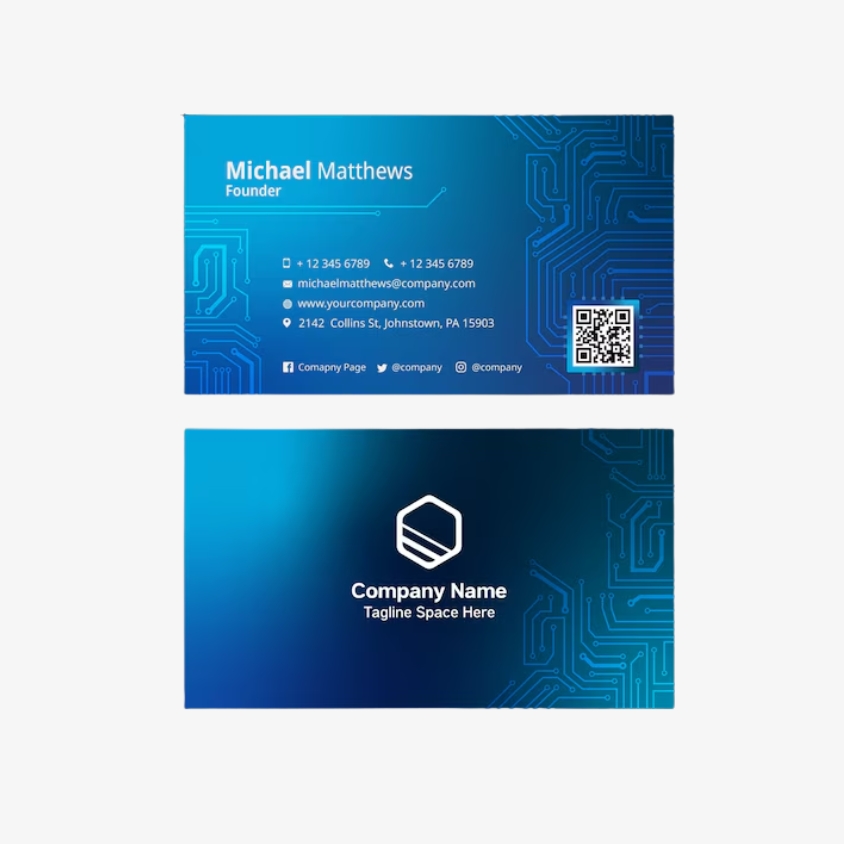 Michael Matthews
Founder
+ 12 345 6789 + 12 345 6789
michaelmatthews@company.com
www.yourcompany.com
2142 Collins St, Johnstown, PA 15903
Comapny Page @company @company
Company Name
Tagline Space Here